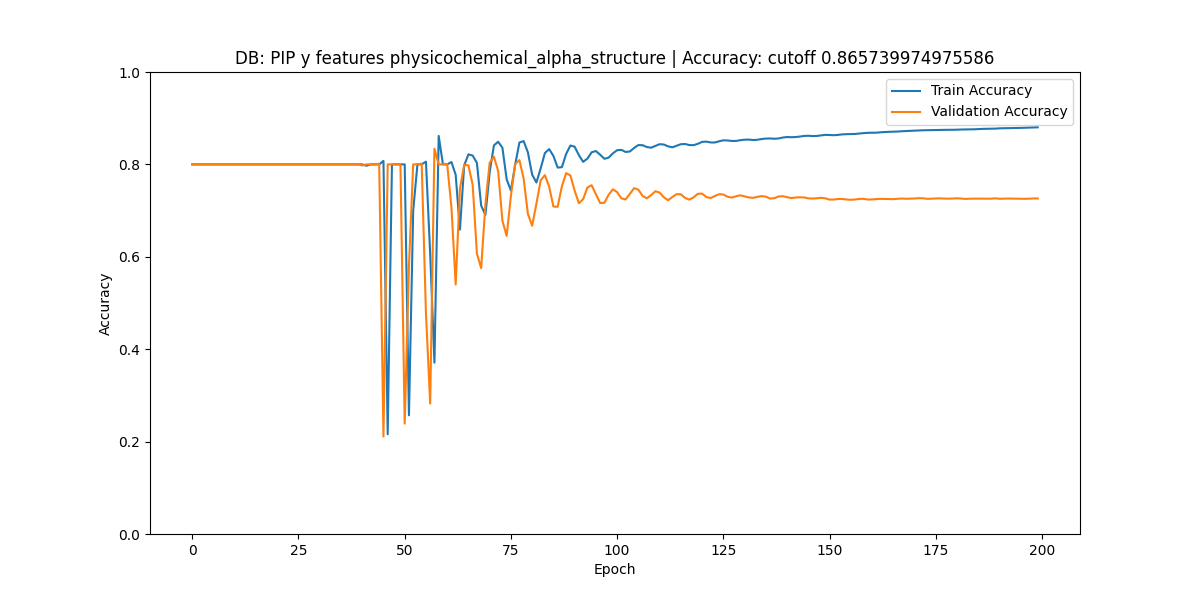 DB: PIP y features physicochemical_alpha_structure | Accuracy: cutoff 0.865739974975586
Train Accuracy
Validation Accuracy
1.0
0.8
0.6
0.4
0.2
0.0
Accuracy
0 25 50 75 100 125 150 175 200
Epoch